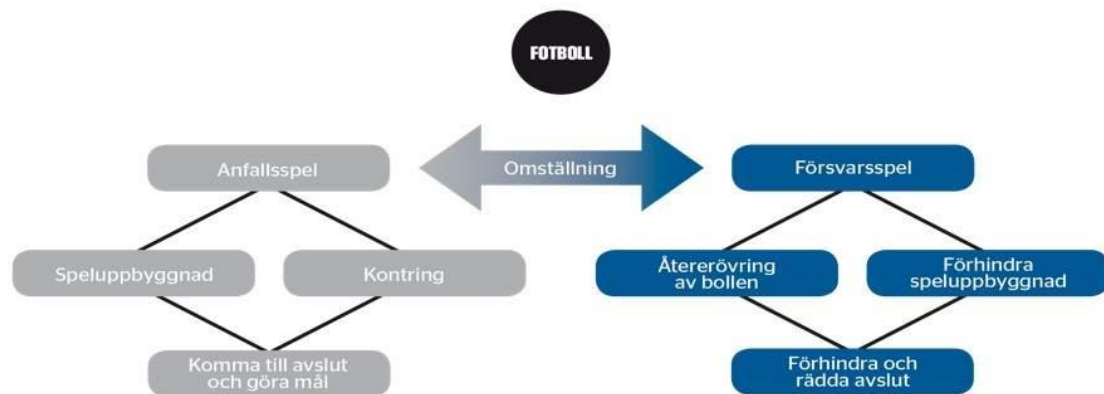 FOTBOLL
Anfallsspel
Omställning
Försvarsspel
Speluppbyggnad
Kontring
Återerövring
av bollen
Förhindra
speluppbyggnad
Komma till avslut
och göra mål
Förhindra och
rädda avslut